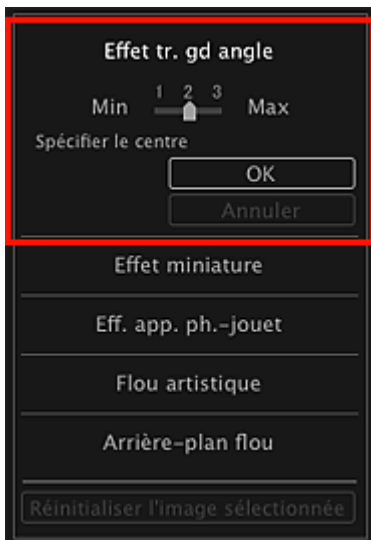 Effet tr. gd angle
1 2 3
Min Max
Spécifier le centre
OK
Annuler
Effet miniature
Eff. app. ph.-jouet
Flou artistique
Arrière-plan flou
Réinitialiser l'image sélectionnée